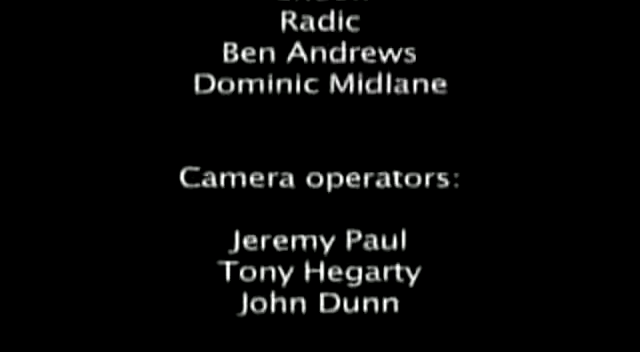 Radic
Ben Andrews
Dominic Midlane
Camera operators:
Jeremy Paul
Tony Hegarty
John Dunn